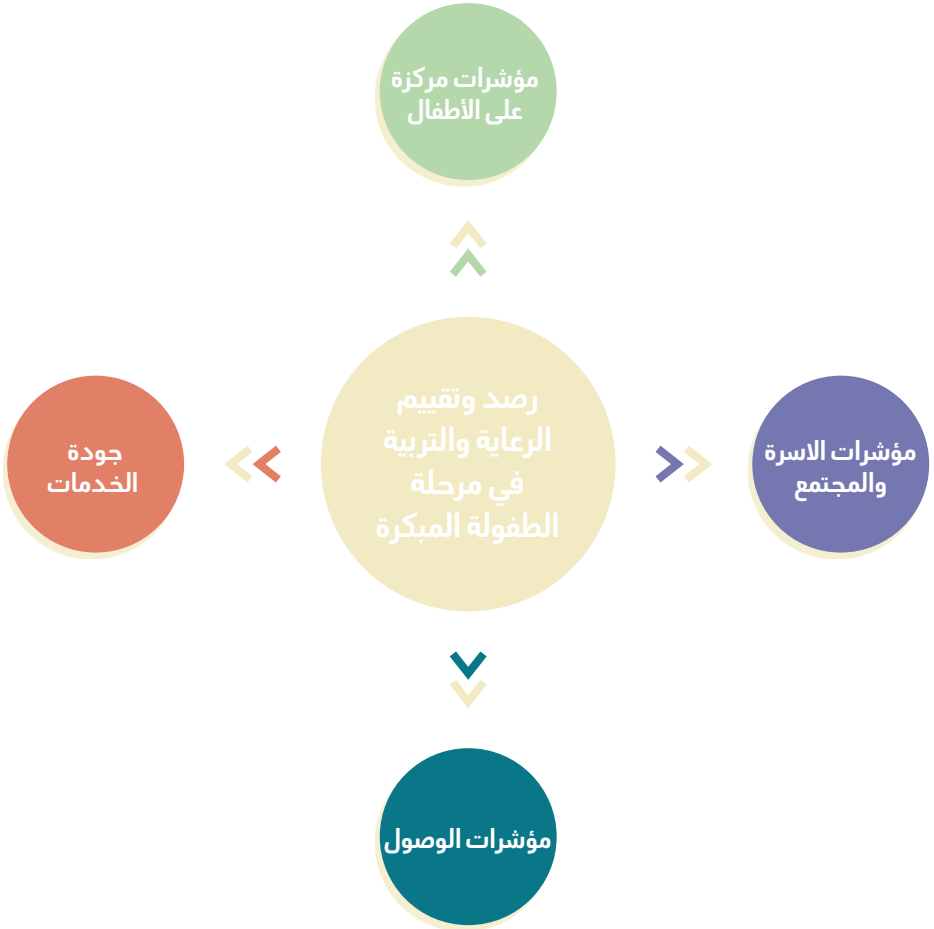 مؤشرات مركزة
على الأطفال
رصد وتقييم
الرعاية والتربية
في مرحلة
الطفولة المبكرة
مؤشرات الاسرة
والمجتمع
جودة
الخدمات
مؤشرات الوصول